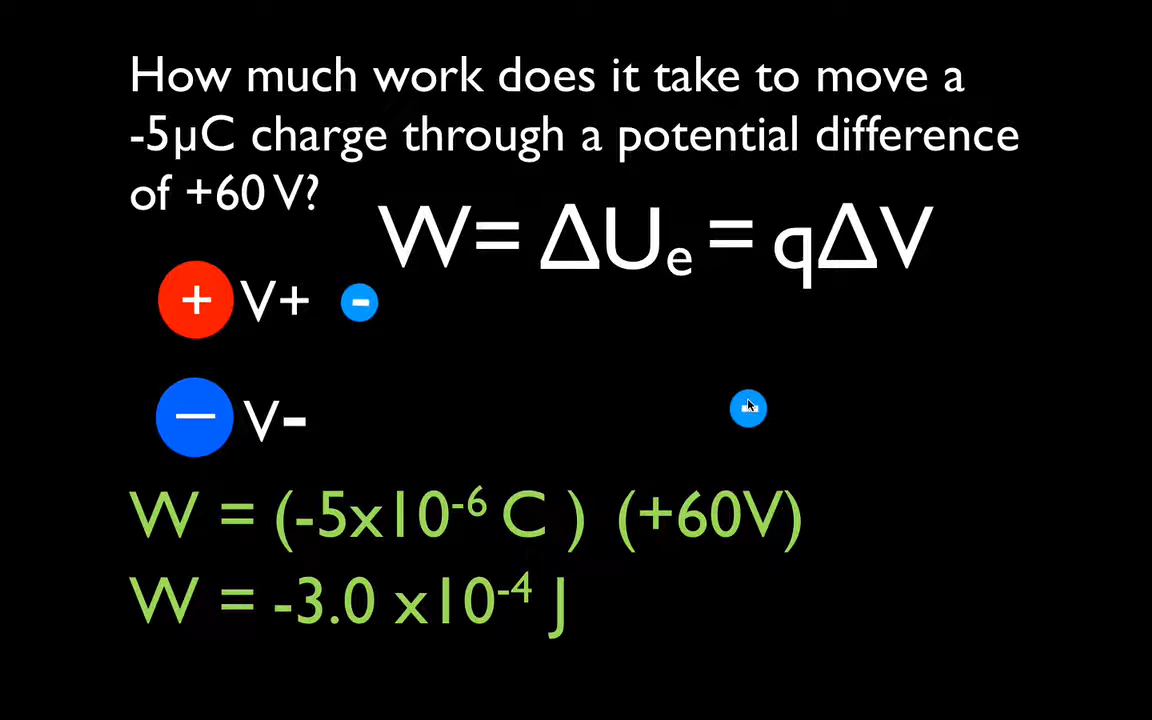 How much work does it take to move a
-5µC charge through a potential difference
of +60 V?
W= ΔUₑ = qΔV
+ V+ -
— V- -
W = (-5x10⁻⁶ C ) (+60V)
W = -3.0 x10⁻⁴ J